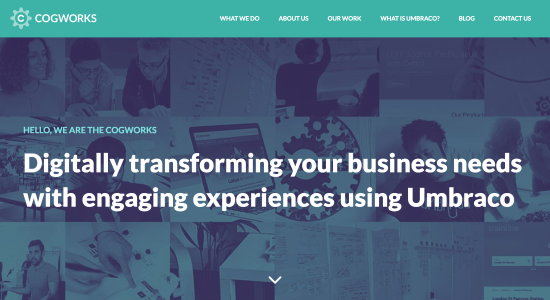 COGWORKS
WHAT WE DO ABOUT US OUR WORK WHAT IS UMBRACO? BLOG CONTACT US
HELLO, WE ARE THE COGWORKS
Digitally transforming your business needs
with engaging experiences using Umbraco